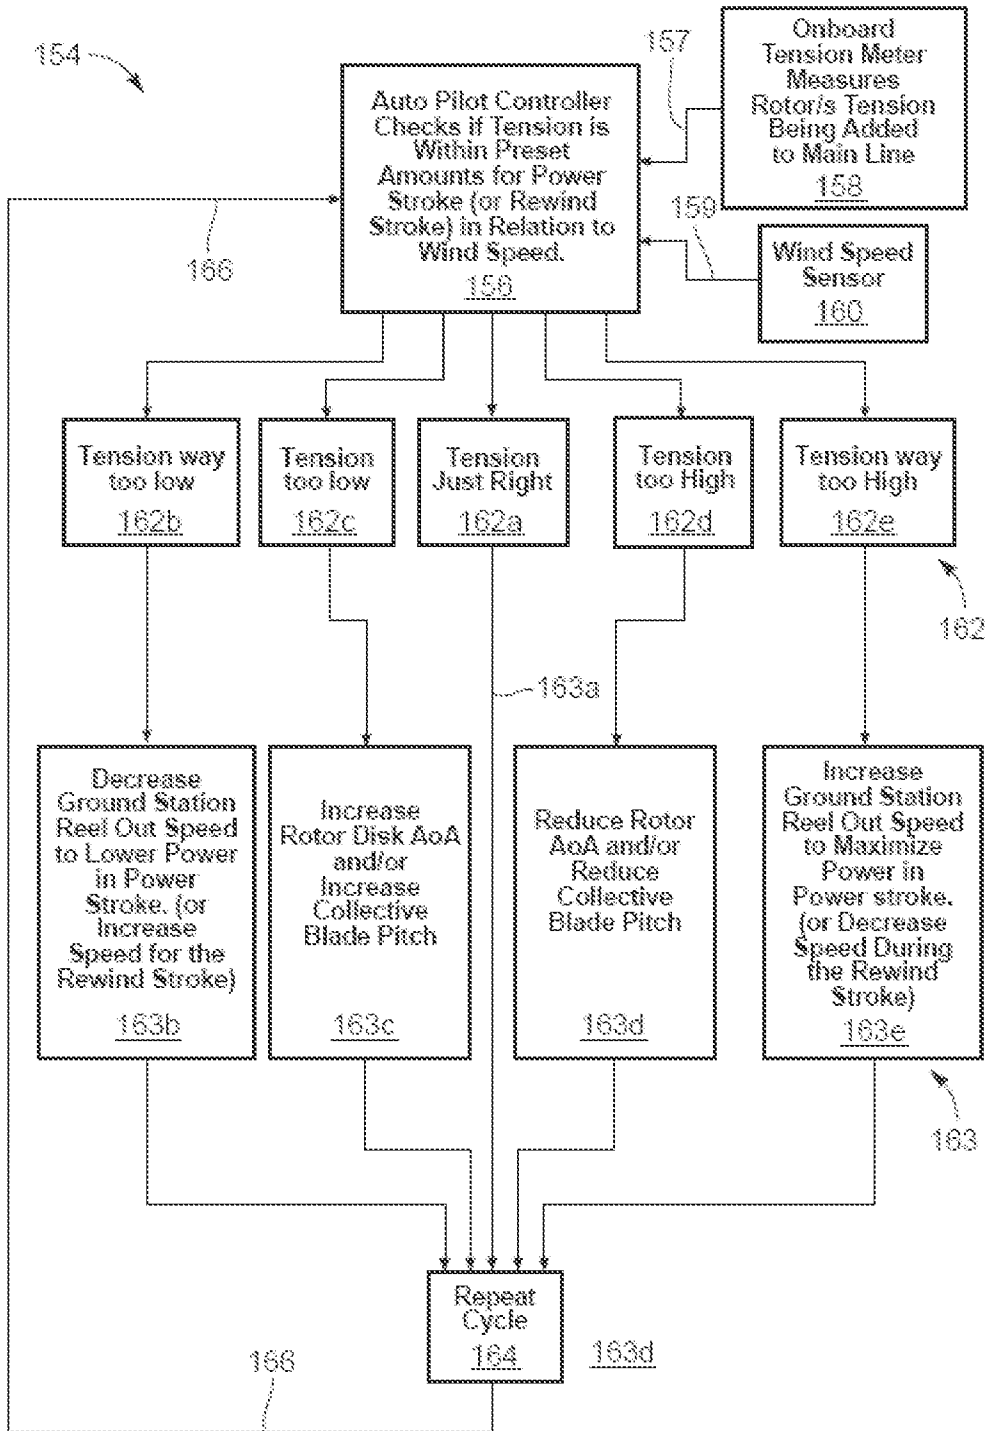 154
157
Onboard
Tension Meter
Measures
Rotor/s Tension
Being Added
to Main Line
158
Auto Pilot Controller
Checks if Tension is
Within Preset
Amounts for Power
Stroke (or Rewind
Stroke) in Relation to
Wind Speed.
156
159
Wind Speed
Sensor
160
166
Tension way
too low
162b
Tension
too low
162c
Tension
Just Right
162a
Tension
too High
162d
Tension way
too High
162e
162
163a
Decrease
Ground Station
Reel Out Speed
to Lower Power
in Power
Stroke. (or
Increase
Speed for the
Rewind Stroke)
163b
Increase
Rotor Disk AoA
and/or
Increase
Collective
Blade Pitch
163c
Reduce Rotor
AoA and/or
Reduce
Collective
Blade Pitch
163d
Increase
Ground Station
Reel Out Speed
to Maximize
Power in
Power stroke.
(or Decrease
Speed During
the Rewind
Stroke)
163e
163
Repeat
Cycle
164
163d
166